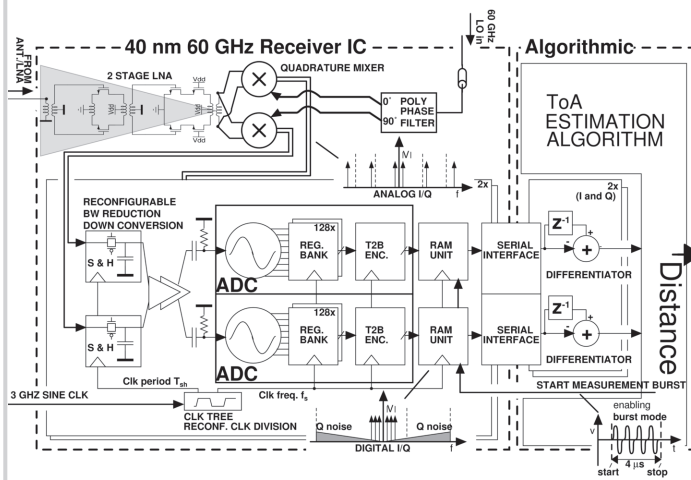 60 GHz
LO in
40 nm 60 GHz Receiver IC
Algorithmic
FROM
ANT./LNA
2 STAGE LNA
Vdd
Vdd
Vdd
Vdd
QUADRATURE MIXER
0°
90°
POLY
PHASE
FILTER
|V|
ANALOG I/Q
f
2x
ToA
ESTIMATION
ALGORITHM
2x
(I and Q)
RECONFIGURABLE
BW REDUCTION
DOWN CONVERSION
S & H
S & H
ADC
128x
REG.
BANK
T2B
ENC.
RAM
UNIT
SERIAL
INTERFACE
Z-1
+
-
+
DIFFERENTIATOR
ADC
128x
REG.
BANK
T2B
ENC.
RAM
UNIT
SERIAL
INTERFACE
Z-1
+
-
+
DIFFERENTIATOR
Distance
Clk period Tsh
Clk freq. fs
3 GHZ SINE CLK
CLK TREE
RECONF. CLK DIVISION
START MEASUREMENT BURST
Q noise
|V|
Q noise
DIGITAL I/Q
f
enabling
burst mode
v
t
4 µs
start
stop